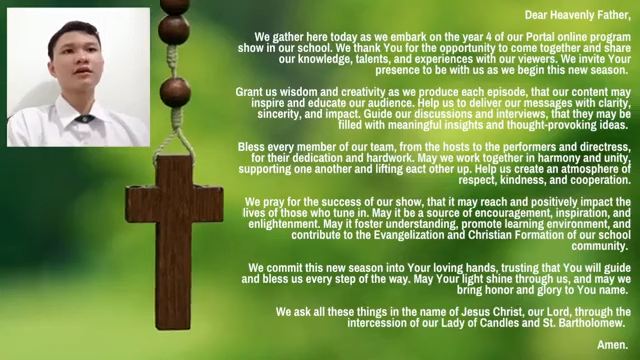 Dear Heavenly Father,
We gather here today as we embark on the year 4 of our Portal online program
show in our school. We thank You for the opportunity to come together and share
our knowledge, talents, and experiences with our viewers. We invite Your
presence to be with us as we begin this new season.
Grant us wisdom and creativity as we produce each episode, that our content may
inspire and educate our audience. Help us to deliver our messages with clarity,
sincerity, and impact. Guide our discussions and interviews, that they may be
filled with meaningful insights and thought-provoking ideas.
Bless every member of our team, from the hosts to the performers and directress,
for their dedication and hardwork. May we work together in harmony and unity,
supporting one another and lifting eact other up. Help us create an atmosphere of
respect, kindness, and cooperation.
We pray for the success of our show, that it may reach and positively impact the
lives of those who tune in. May it be a source of encouragement, inspiration, and
enlightenment. May it foster understanding, promote learning environment, and
contribute to the Evangelization and Christian Formation of our school
community.
We commit this new season into Your loving hands, trusting that You will guide
and bless us every step of the way. May Your light shine through us, and may we
bring honor and glory to You name.
We ask all these things in the name of Jesus Christ, our Lord, through the
intercession of our Lady of Candles and St. Bartholomew.
Amen.